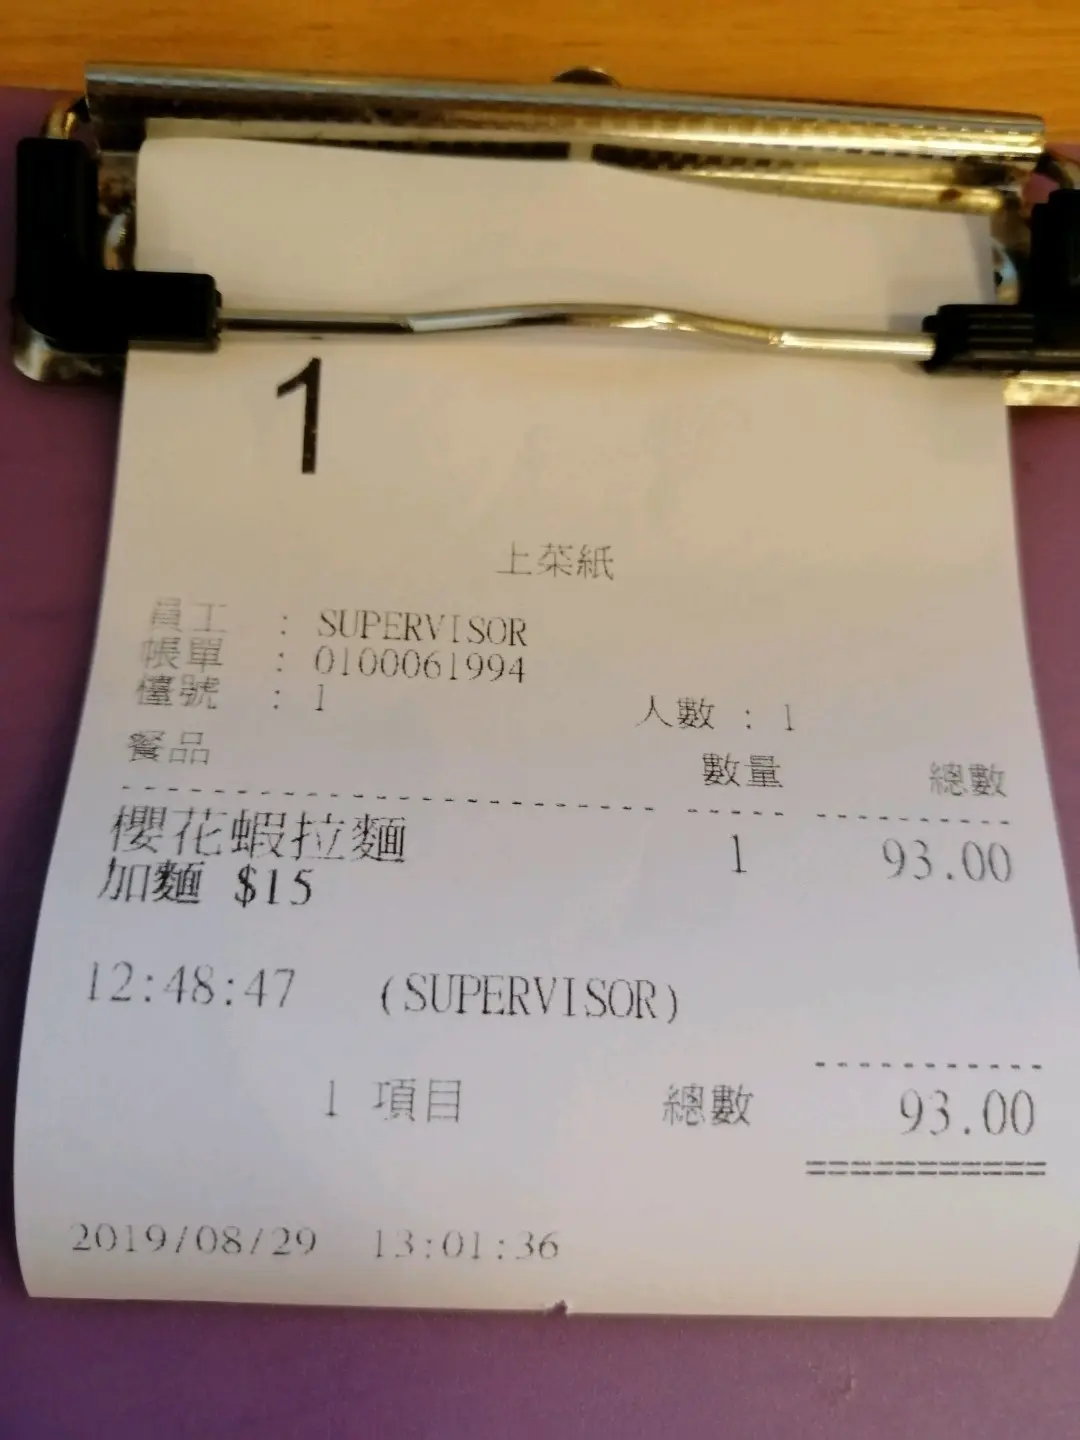 1
上菜紙
員工 : SUPERVISOR
帳單 : 0100061994
檯號 : 1
人數 : 1
餐品 數量 總數
櫻花蝦拉麵 1 93.00
加麵 $15
12:48:47 (SUPERVISOR)
1 項目 總數 93.00
2019/08/29 13:01:36